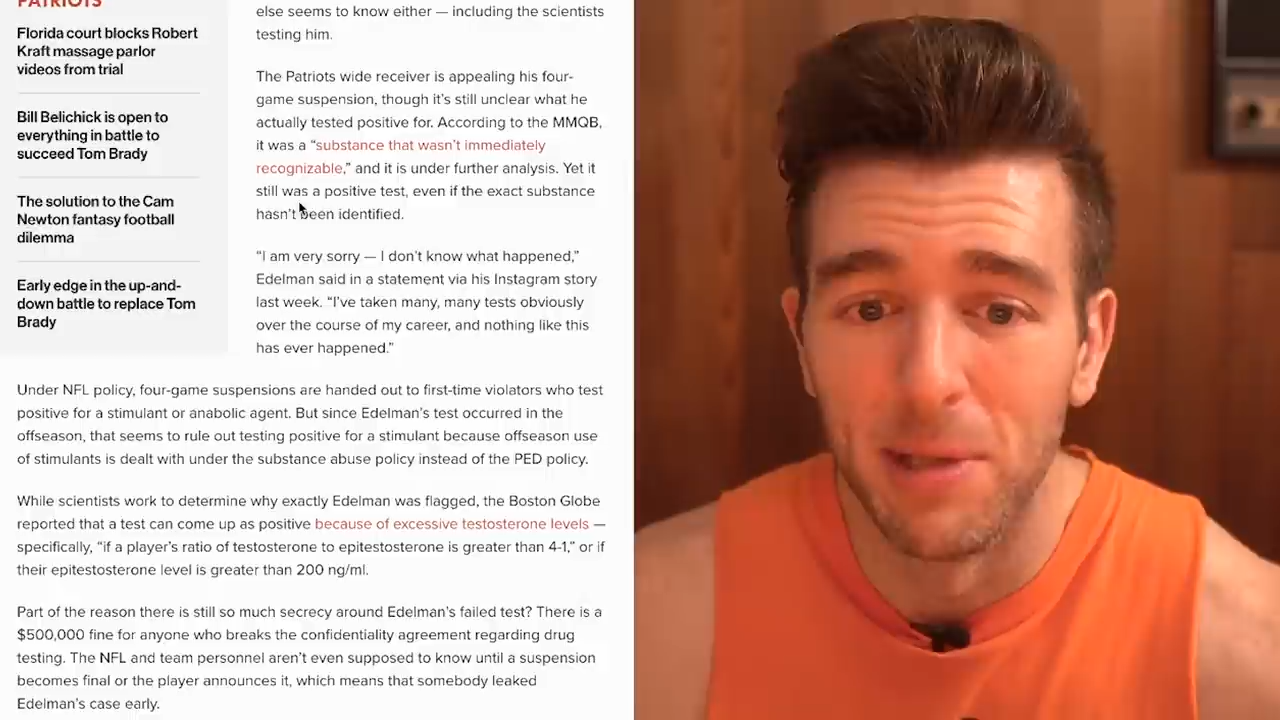 PATRIOTS
Florida court blocks Robert
Kraft massage parlor
videos from trial
Bill Belichick is open to
everything in battle to
succeed Tom Brady
The solution to the Cam
Newton fantasy football
dilemma
Early edge in the up-and-
down battle to replace Tom
Brady
else seems to know either — including the scientists
testing him.
The Patriots wide receiver is appealing his four-
game suspension, though it’s still unclear what he
actually tested positive for. According to the MMQB,
it was a “substance that wasn’t immediately
recognizable,” and it is under further analysis. Yet it
still was a positive test, even if the exact substance
hasn’t been identified.
“I am very sorry — I don’t know what happened,”
Edelman said in a statement via his Instagram story
last week. “I’ve taken many, many tests obviously
over the course of my career, and nothing like this
has ever happened.”
Under NFL policy, four-game suspensions are handed out to first-time violators who test
positive for a stimulant or anabolic agent. But since Edelman’s test occurred in the
offseason, that seems to rule out testing positive for a stimulant because offseason use
of stimulants is dealt with under the substance abuse policy instead of the PED policy.
While scientists work to determine why exactly Edelman was flagged, the Boston Globe
reported that a test can come up as positive because of excessive testosterone levels —
specifically, “if a player’s ratio of testosterone to epitestosterone is greater than 4-1,” or if
their epitestosterone level is greater than 200 ng/ml.
Part of the reason there is still so much secrecy around Edelman’s failed test? There is a
$500,000 fine for anyone who breaks the confidentiality agreement regarding drug
testing. The NFL and team personnel aren’t even supposed to know until a suspension
becomes final or the player announces it, which means that somebody leaked
Edelman’s case early.